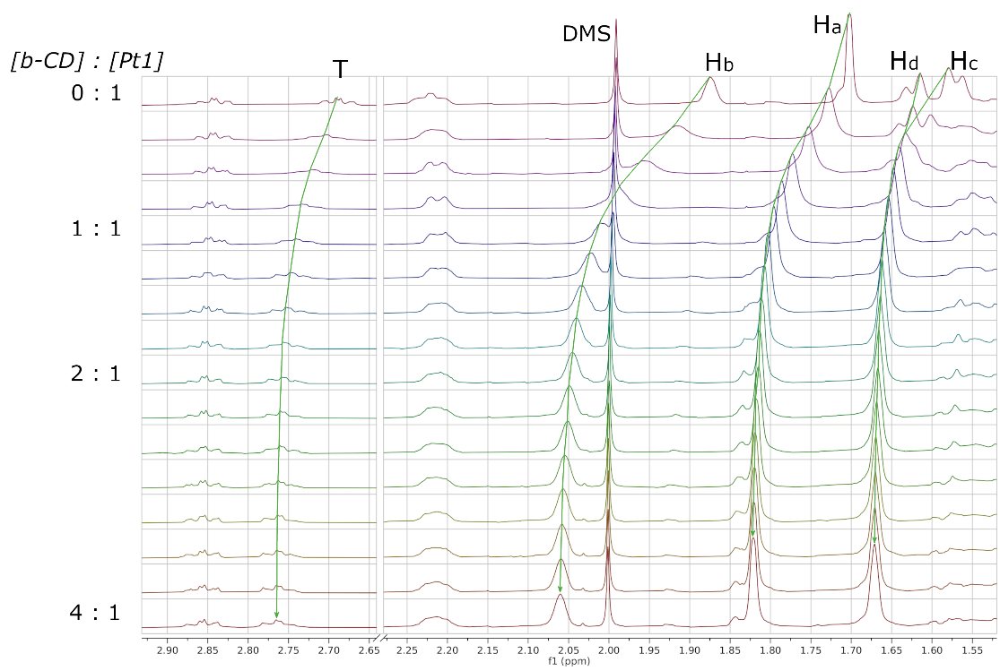 Ha
DMS
Hb
Hd
Hc
[b-CD] : [Pt1]
T
0 : 1
1 : 1
2 : 1
4 : 1
2.90 2.85 2.80 2.75 2.70 2.65 2.25 2.20 2.15 2.10 2.05 2.00 1.95 1.90 1.85 1.80 1.75 1.70 1.65 1.60 1.55
f1 (ppm)